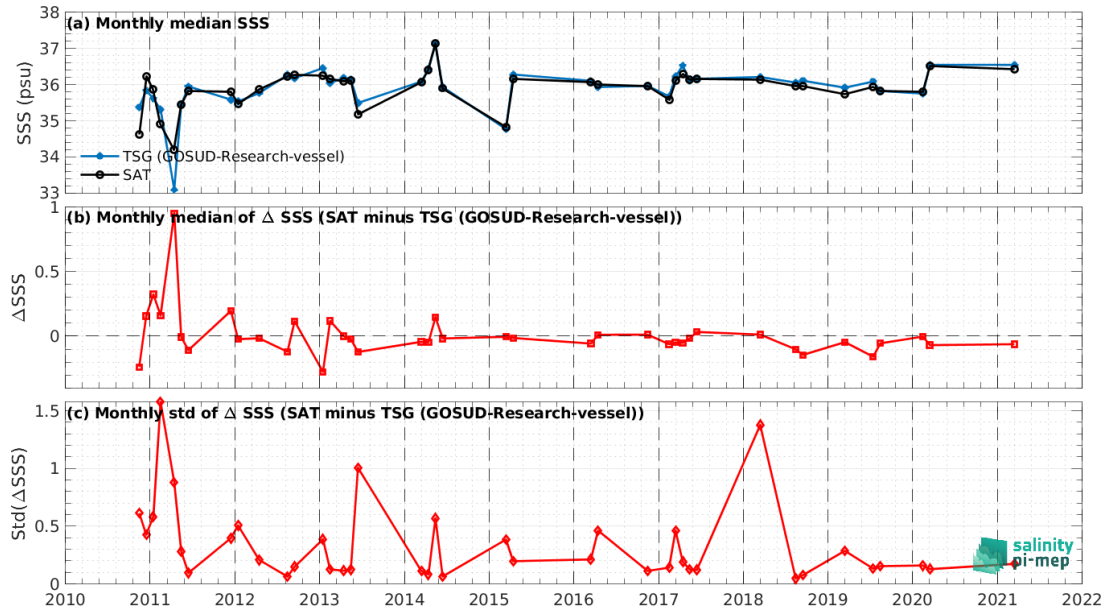 (a) Monthly median SSS
38
37
36
35
34
33
SSS (psu)
TSG (GOSUD-Research-vessel)
SAT
(b) Monthly median of Δ SSS (SAT minus TSG (GOSUD-Research-vessel))
1
0.5
0
ΔSSS
(c) Monthly std of Δ SSS (SAT minus TSG (GOSUD-Research-vessel))
1.5
1
0.5
0
Std(ΔSSS)
salinity
pi-mep
2010 2011 2012 2013 2014 2015 2016 2017 2018 2019 2020 2021 2022